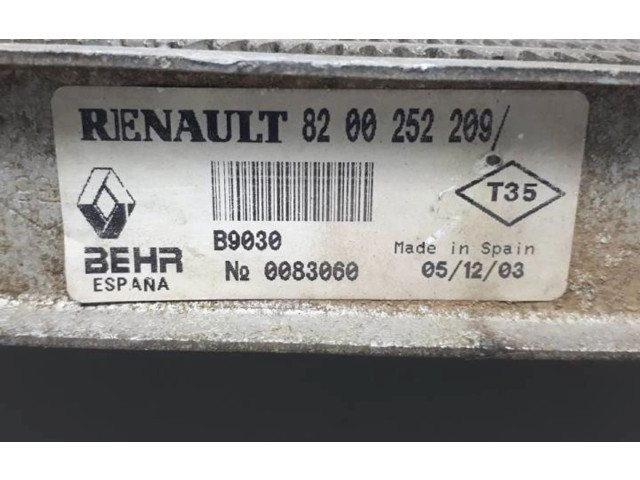 RENAULT 82 00 252 209/
T35
B9030
BEHR
ESPAÑA
№ 0083060
Made in Spain
05/12/03